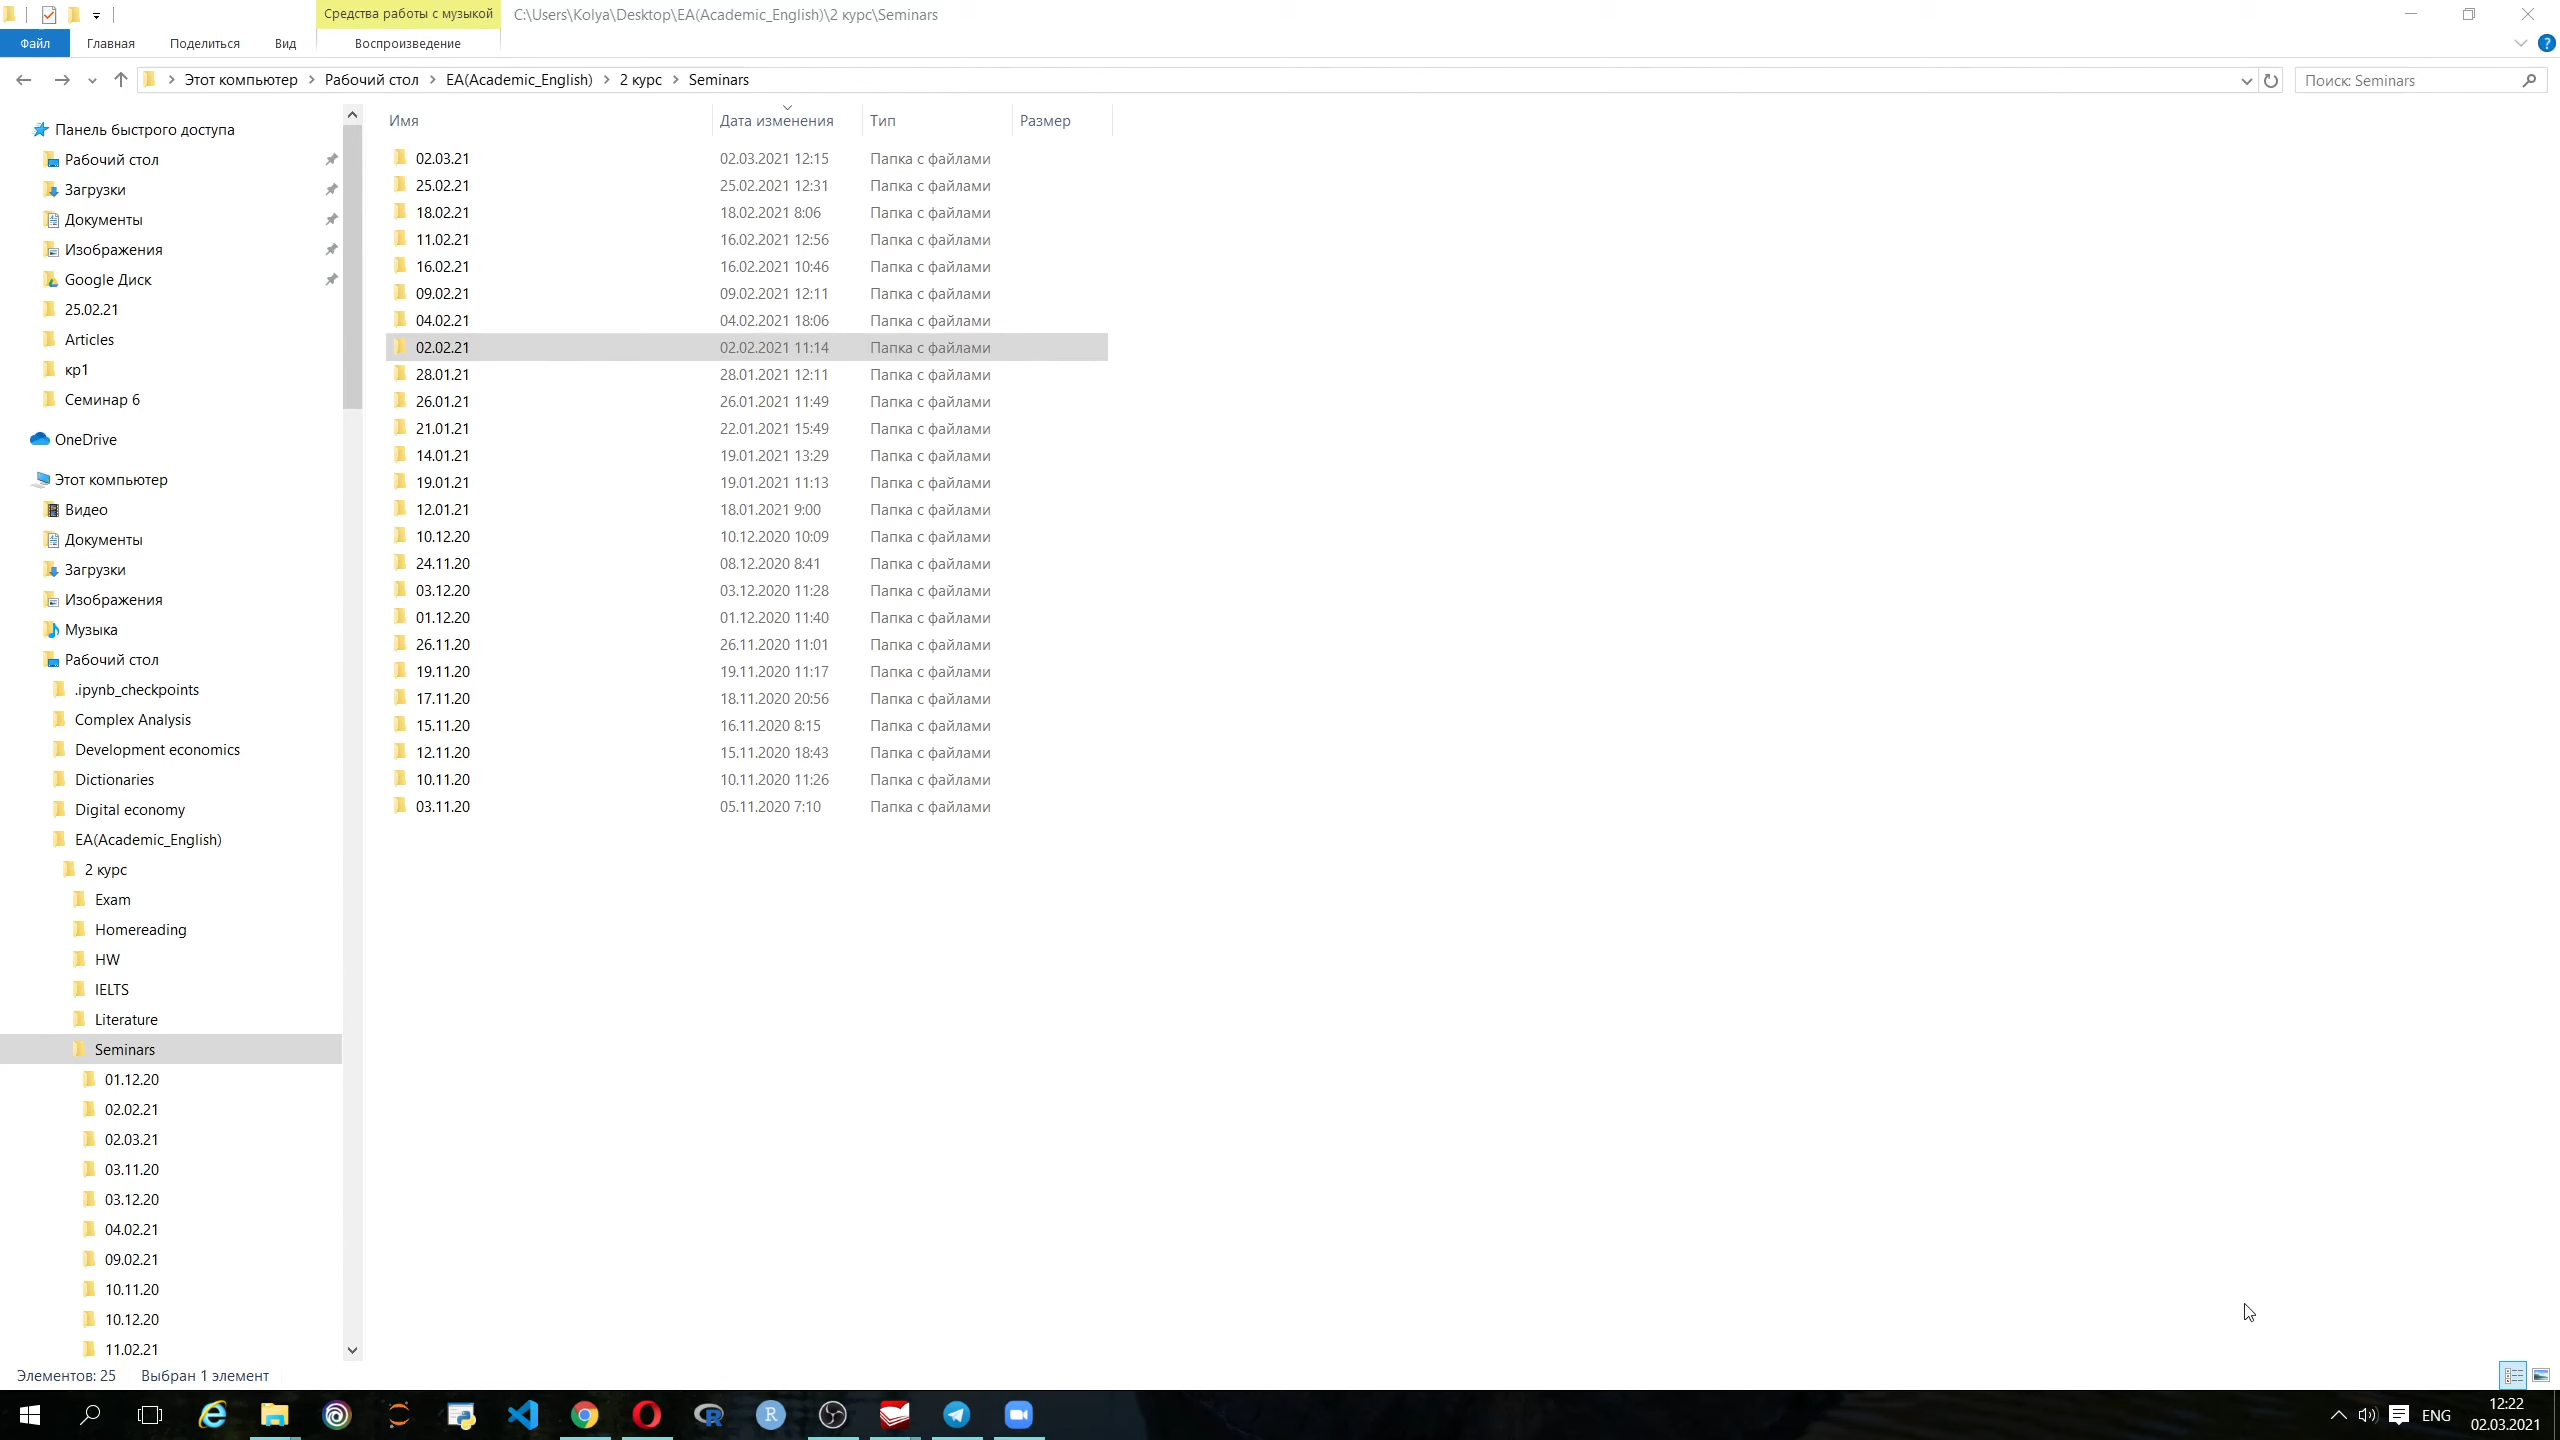 Средства работы с музыкой
C:\Users\Kolya\Desktop\EA(Academic_English)\2 курс\Seminars
Файл
Главная
Поделиться
Вид
Воспроизведение
Этот компьютер
Рабочий стол
EA(Academic_English)
2 курс
Seminars
Поиск: Seminars
Панель быстрого доступа
Рабочий стол
Загрузки
Документы
Изображения
Google Диск
25.02.21
Articles
кр1
Семинар 6
OneDrive
Этот компьютер
Видео
Документы
Загрузки
Изображения
Музыка
Рабочий стол
.ipynb_checkpoints
Complex Analysis
Development economics
Dictionaries
Digital economy
EA(Academic_English)
2 курс
Exam
Homereading
HW
IELTS
Literature
Seminars
01.12.20
02.02.21
02.03.21
03.11.20
03.12.20
04.02.21
09.02.21
10.11.20
10.12.20
11.02.21
Имя Дата изменения Тип Размер
02.03.21 02.03.2021 12:15 Папка с файлами
25.02.21 25.02.2021 12:31 Папка с файлами
18.02.21 18.02.2021 8:06 Папка с файлами
11.02.21 16.02.2021 12:56 Папка с файлами
16.02.21 16.02.2021 10:46 Папка с файлами
09.02.21 09.02.2021 12:11 Папка с файлами
04.02.21 04.02.2021 18:06 Папка с файлами
02.02.21 02.02.2021 11:14 Папка с файлами
28.01.21 28.01.2021 12:11 Папка с файлами
26.01.21 26.01.2021 11:49 Папка с файлами
21.01.21 22.01.2021 15:49 Папка с файлами
14.01.21 19.01.2021 13:29 Папка с файлами
19.01.21 19.01.2021 11:13 Папка с файлами
12.01.21 18.01.2021 9:00 Папка с файлами
10.12.20 10.12.2020 10:09 Папка с файлами
24.11.20 08.12.2020 8:41 Папка с файлами
03.12.20 03.12.2020 11:28 Папка с файлами
01.12.20 01.12.2020 11:40 Папка с файлами
26.11.20 26.11.2020 11:01 Папка с файлами
19.11.20 19.11.2020 11:17 Папка с файлами
17.11.20 18.11.2020 20:56 Папка с файлами
15.11.20 16.11.2020 8:15 Папка с файлами
12.11.20 15.11.2020 18:43 Папка с файлами
10.11.20 10.11.2020 11:26 Папка с файлами
03.11.20 05.11.2020 7:10 Папка с файлами
Элементов: 25
Выбран 1 элемент
ENG
12:22
02.03.2021